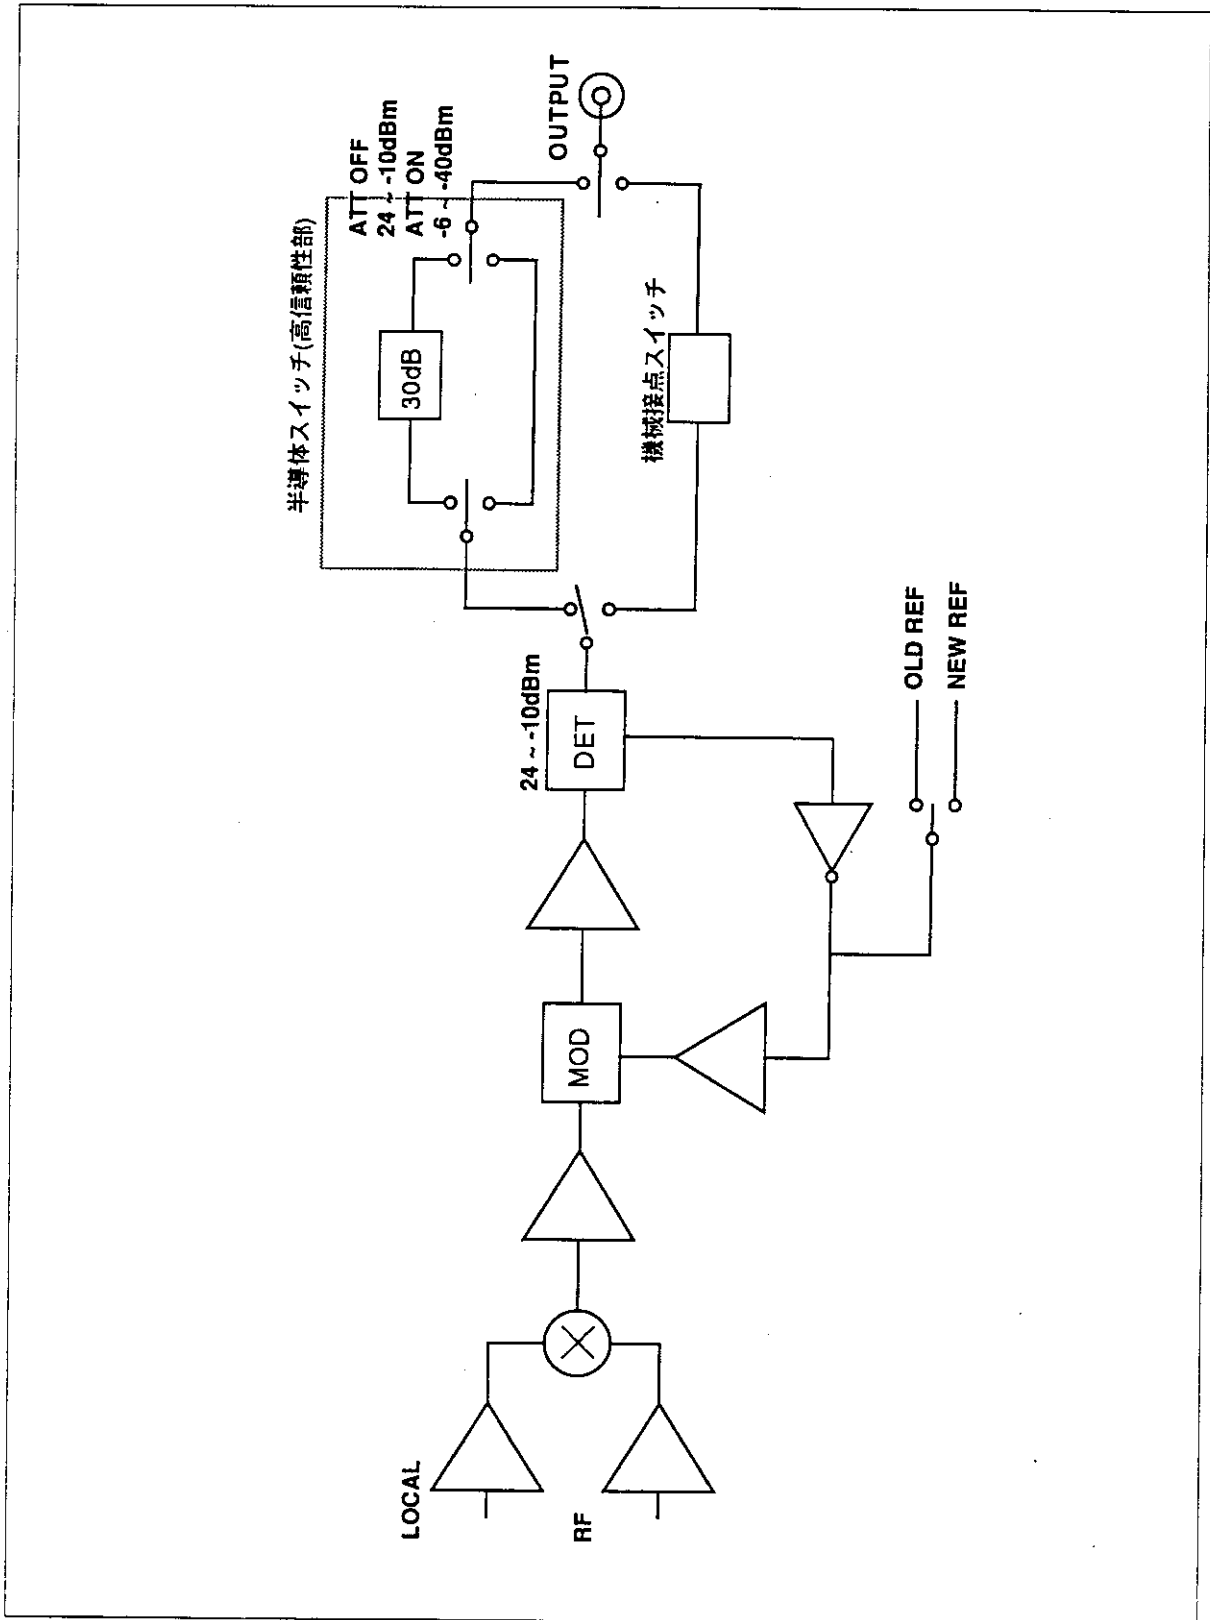 半導体スイッチ(高信頼性部)
ATT OFF
24 ~ -10dBm
ATT ON
-6 ~ -40dBm
30dB
OUTPUT
機械接点スイッチ
24 ~ -10dBm
DET
MOD
LOCAL
RF
OLD REF
NEW REF